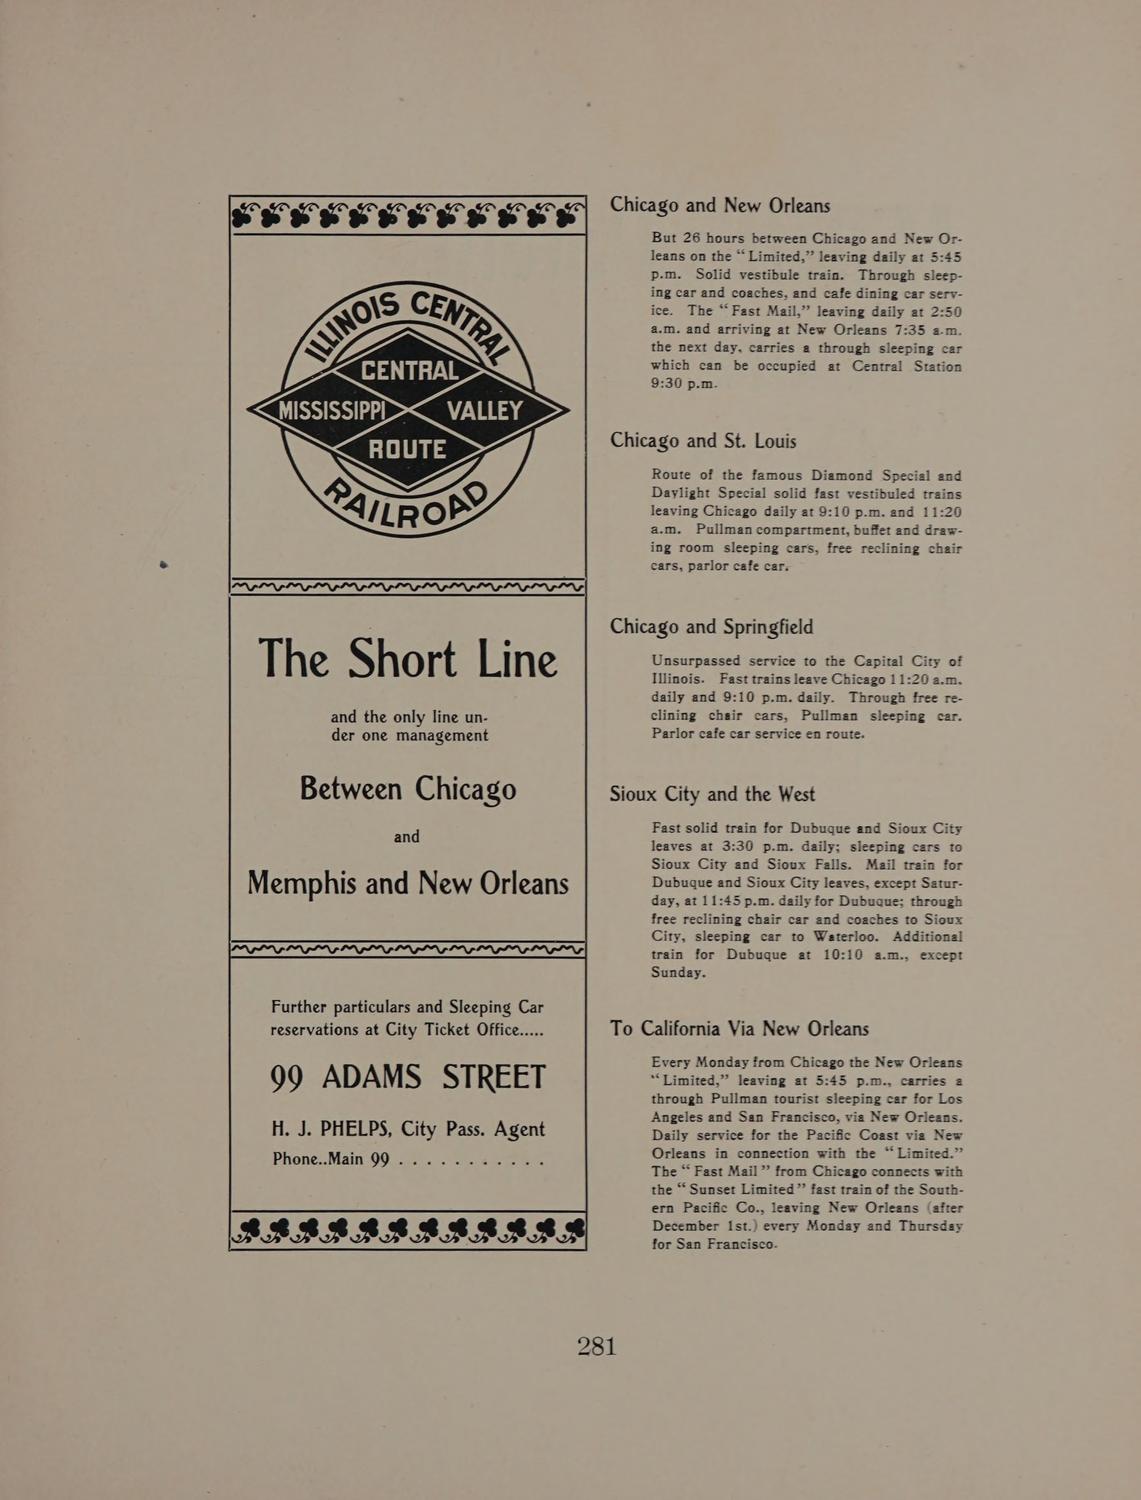 ILLINOIS CENTRAL
CENTRAL
MISSISSIPPI VALLEY
ROUTE
RAILROAD
The Short Line
and the only line un-
der one management
Between Chicago
and
Memphis and New Orleans
Further particulars and Sleeping Car
reservations at City Ticket Office.....
99 ADAMS STREET
H. J. PHELPS, City Pass. Agent
Phone..Main 99 . . . . . . . . . . .
Chicago and New Orleans
But 26 hours between Chicago and New Or-
leans on the “Limited,” leaving daily at 5:45
p.m. Solid vestibule train. Through sleep-
ing car and coaches, and cafe dining car serv-
ice. The “Fast Mail,” leaving daily at 2:50
a.m. and arriving at New Orleans 7:35 a.m.
the next day, carries a through sleeping car
which can be occupied at Central Station
9:30 p.m.
Chicago and St. Louis
Route of the famous Diamond Special and
Daylight Special solid fast vestibuled trains
leaving Chicago daily at 9:10 p.m. and 11:20
a.m. Pullman compartment, buffet and draw-
ing room sleeping cars, free reclining chair
cars, parlor cafe car.
Chicago and Springfield
Unsurpassed service to the Capital City of
Illinois. Fast trains leave Chicago 11:20 a.m.
daily and 9:10 p.m. daily. Through free re-
clining chair cars, Pullman sleeping car.
Parlor cafe car service en route.
Sioux City and the West
Fast solid train for Dubuque and Sioux City
leaves at 3:30 p.m. daily; sleeping cars to
Sioux City and Sioux Falls. Mail train for
Dubuque and Sioux City leaves, except Satur-
day, at 11:45 p.m. daily for Dubuque; through
free reclining chair car and coaches to Sioux
City, sleeping car to Waterloo. Additional
train for Dubuque at 10:10 a.m., except
Sunday.
To California Via New Orleans
Every Monday from Chicago the New Orleans
“Limited,” leaving at 5:45 p.m., carries a
through Pullman tourist sleeping car for Los
Angeles and San Francisco, via New Orleans.
Daily service for the Pacific Coast via New
Orleans in connection with the “Limited.”
The “Fast Mail” from Chicago connects with
the “Sunset Limited” fast train of the South-
ern Pacific Co., leaving New Orleans (after
December 1st.) every Monday and Thursday
for San Francisco.
281